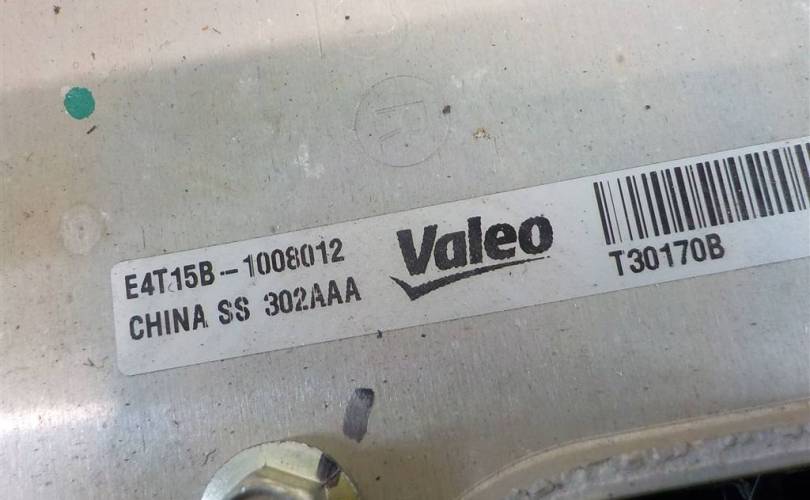 R
E4T15B-1008012
CHINA SS 302AAA
Valeo
T30170B